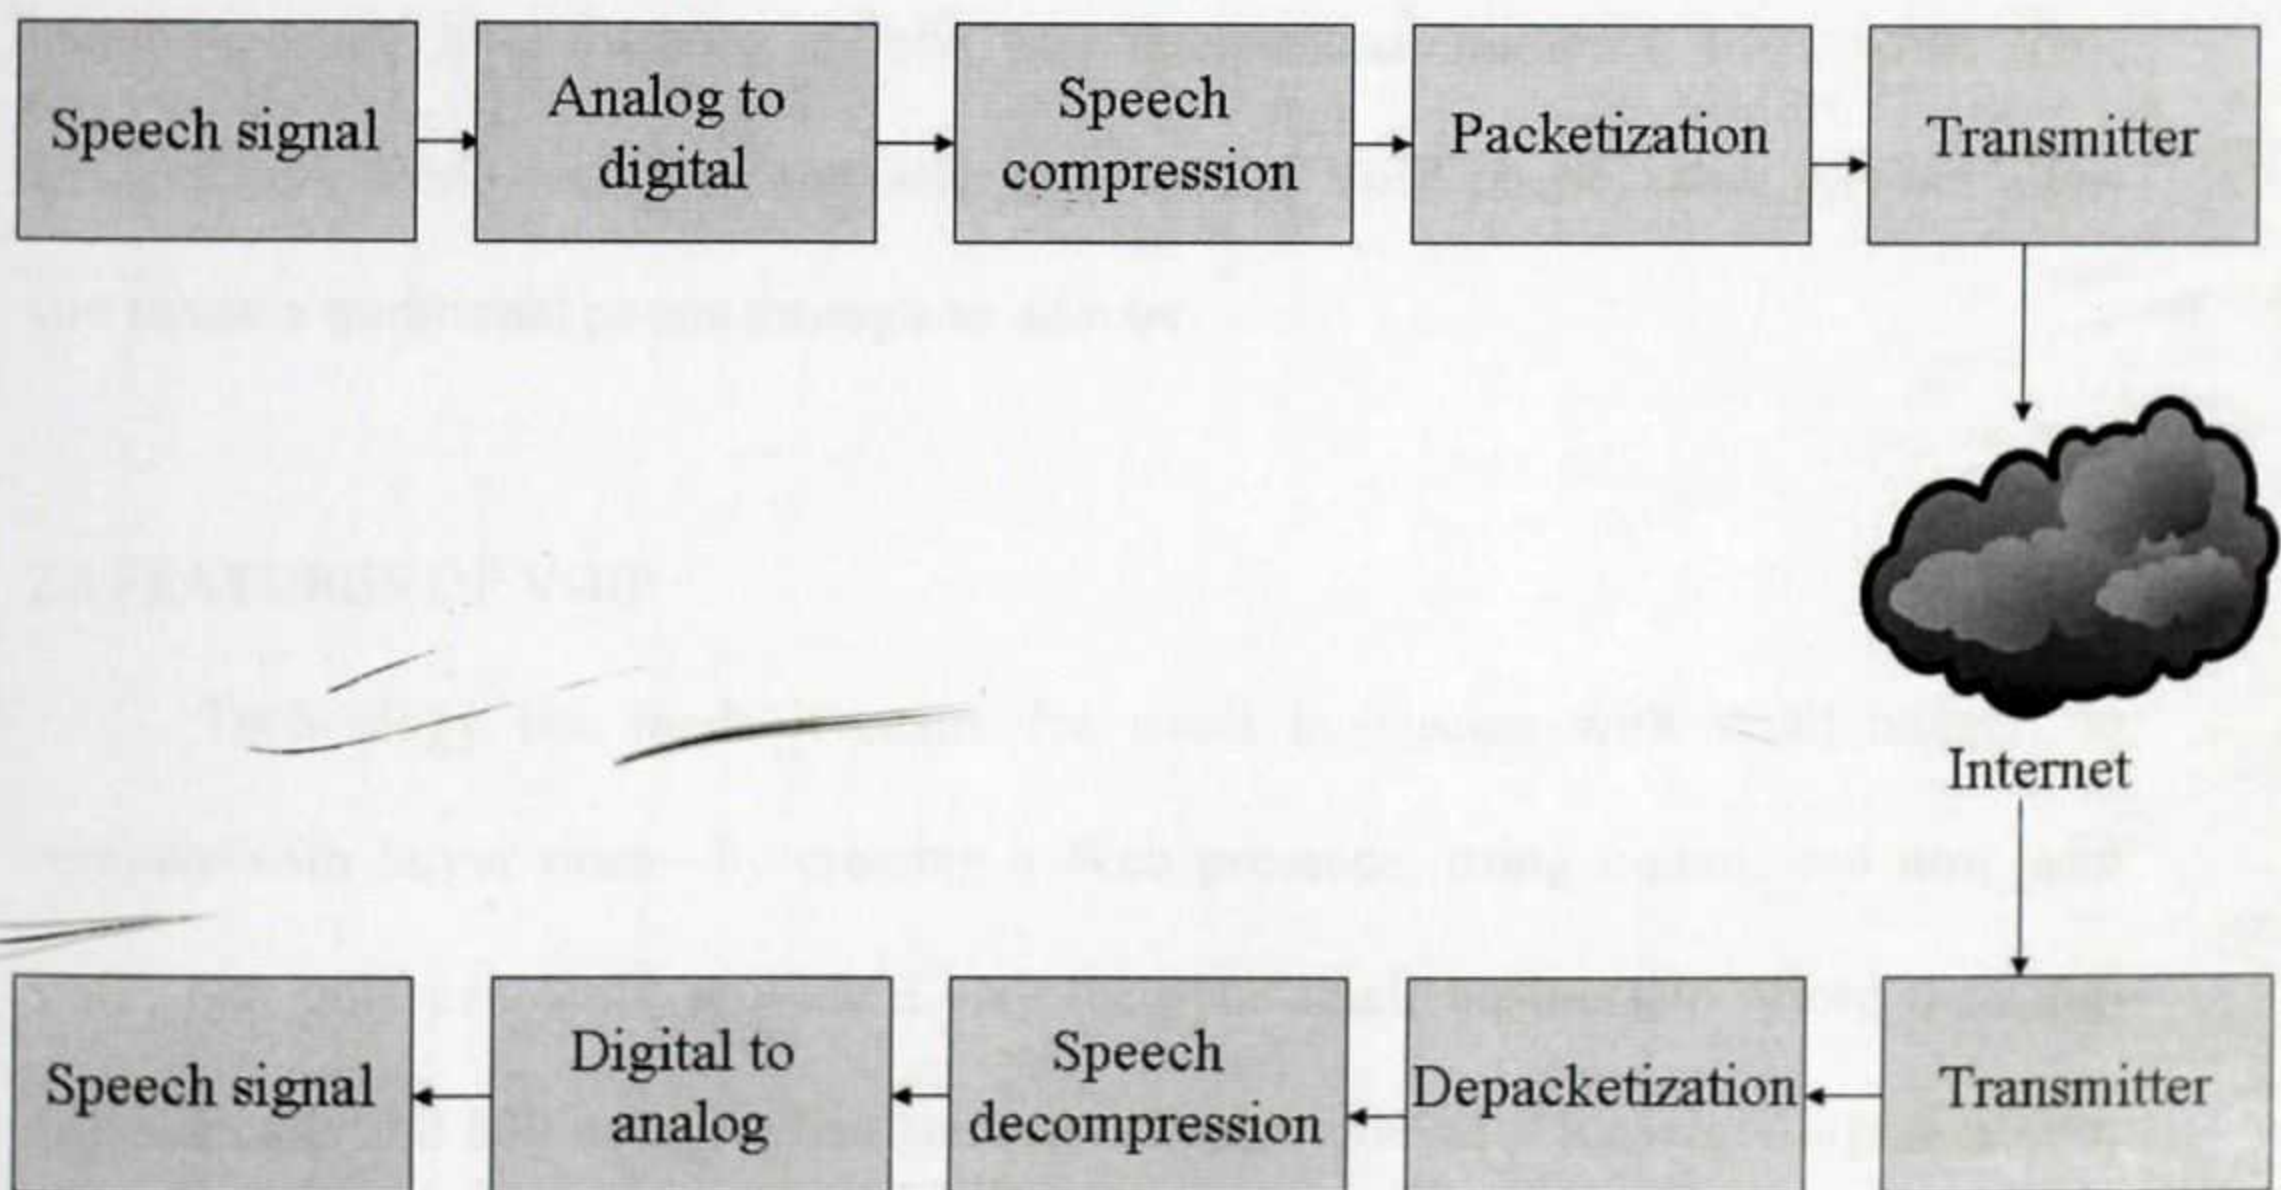 Speech signal
Analog to
digital
Speech
compression
Packetization
Transmitter
Internet
Transmitter
Depacketization
Speech
decompression
Digital to
analog
Speech signal